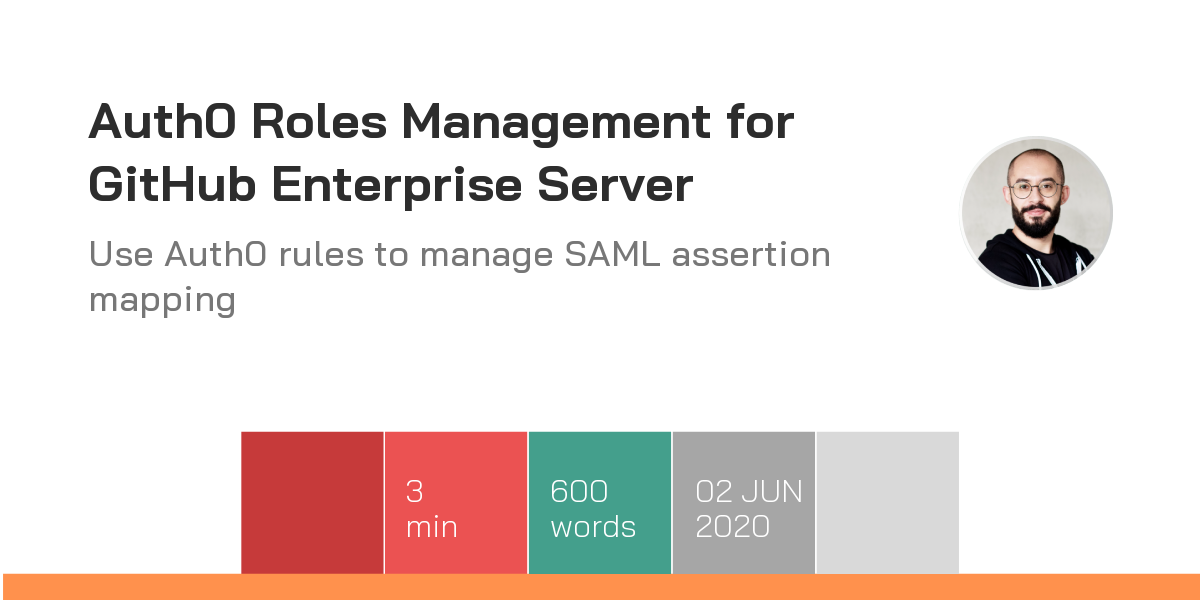 Auth0 Roles Management for
GitHub Enterprise Server
Use Auth0 rules to manage SAML assertion
mapping
3
min
600
words
02 JUN
2020